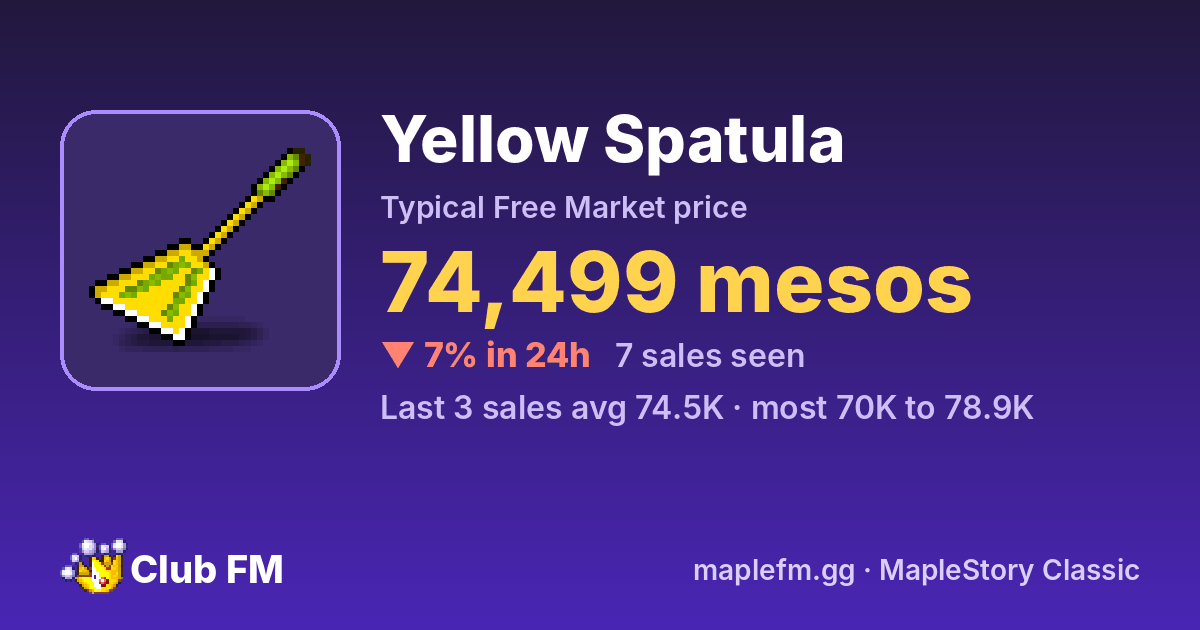 Yellow Spatula
Typical Free Market price
74,499 mesos
▼ 7% in 24h 7 sales seen
Last 3 sales avg 74.5K · most 70K to 78.9K
Club FM
maplefm.gg · MapleStory Classic